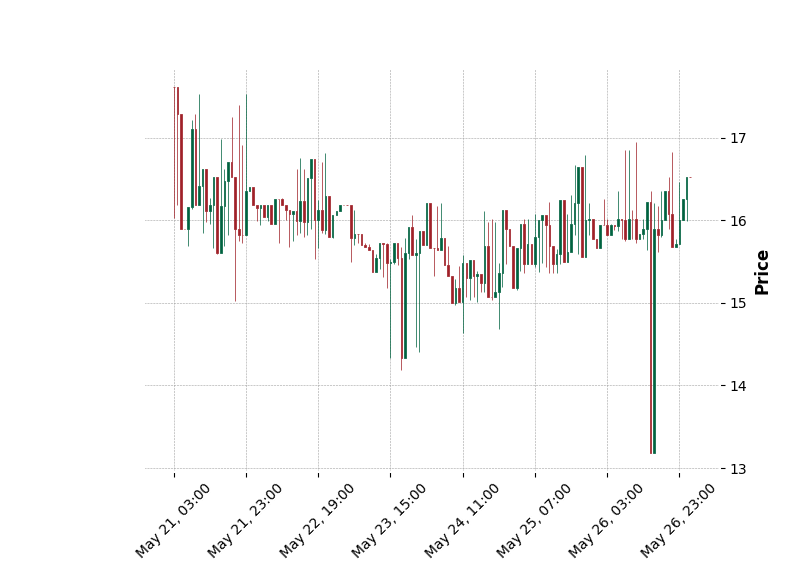 17
16
15
14
13
Price
May 21, 03:00
May 21, 23:00
May 22, 19:00
May 23, 15:00
May 24, 11:00
May 25, 07:00
May 26, 03:00
May 26, 23:00